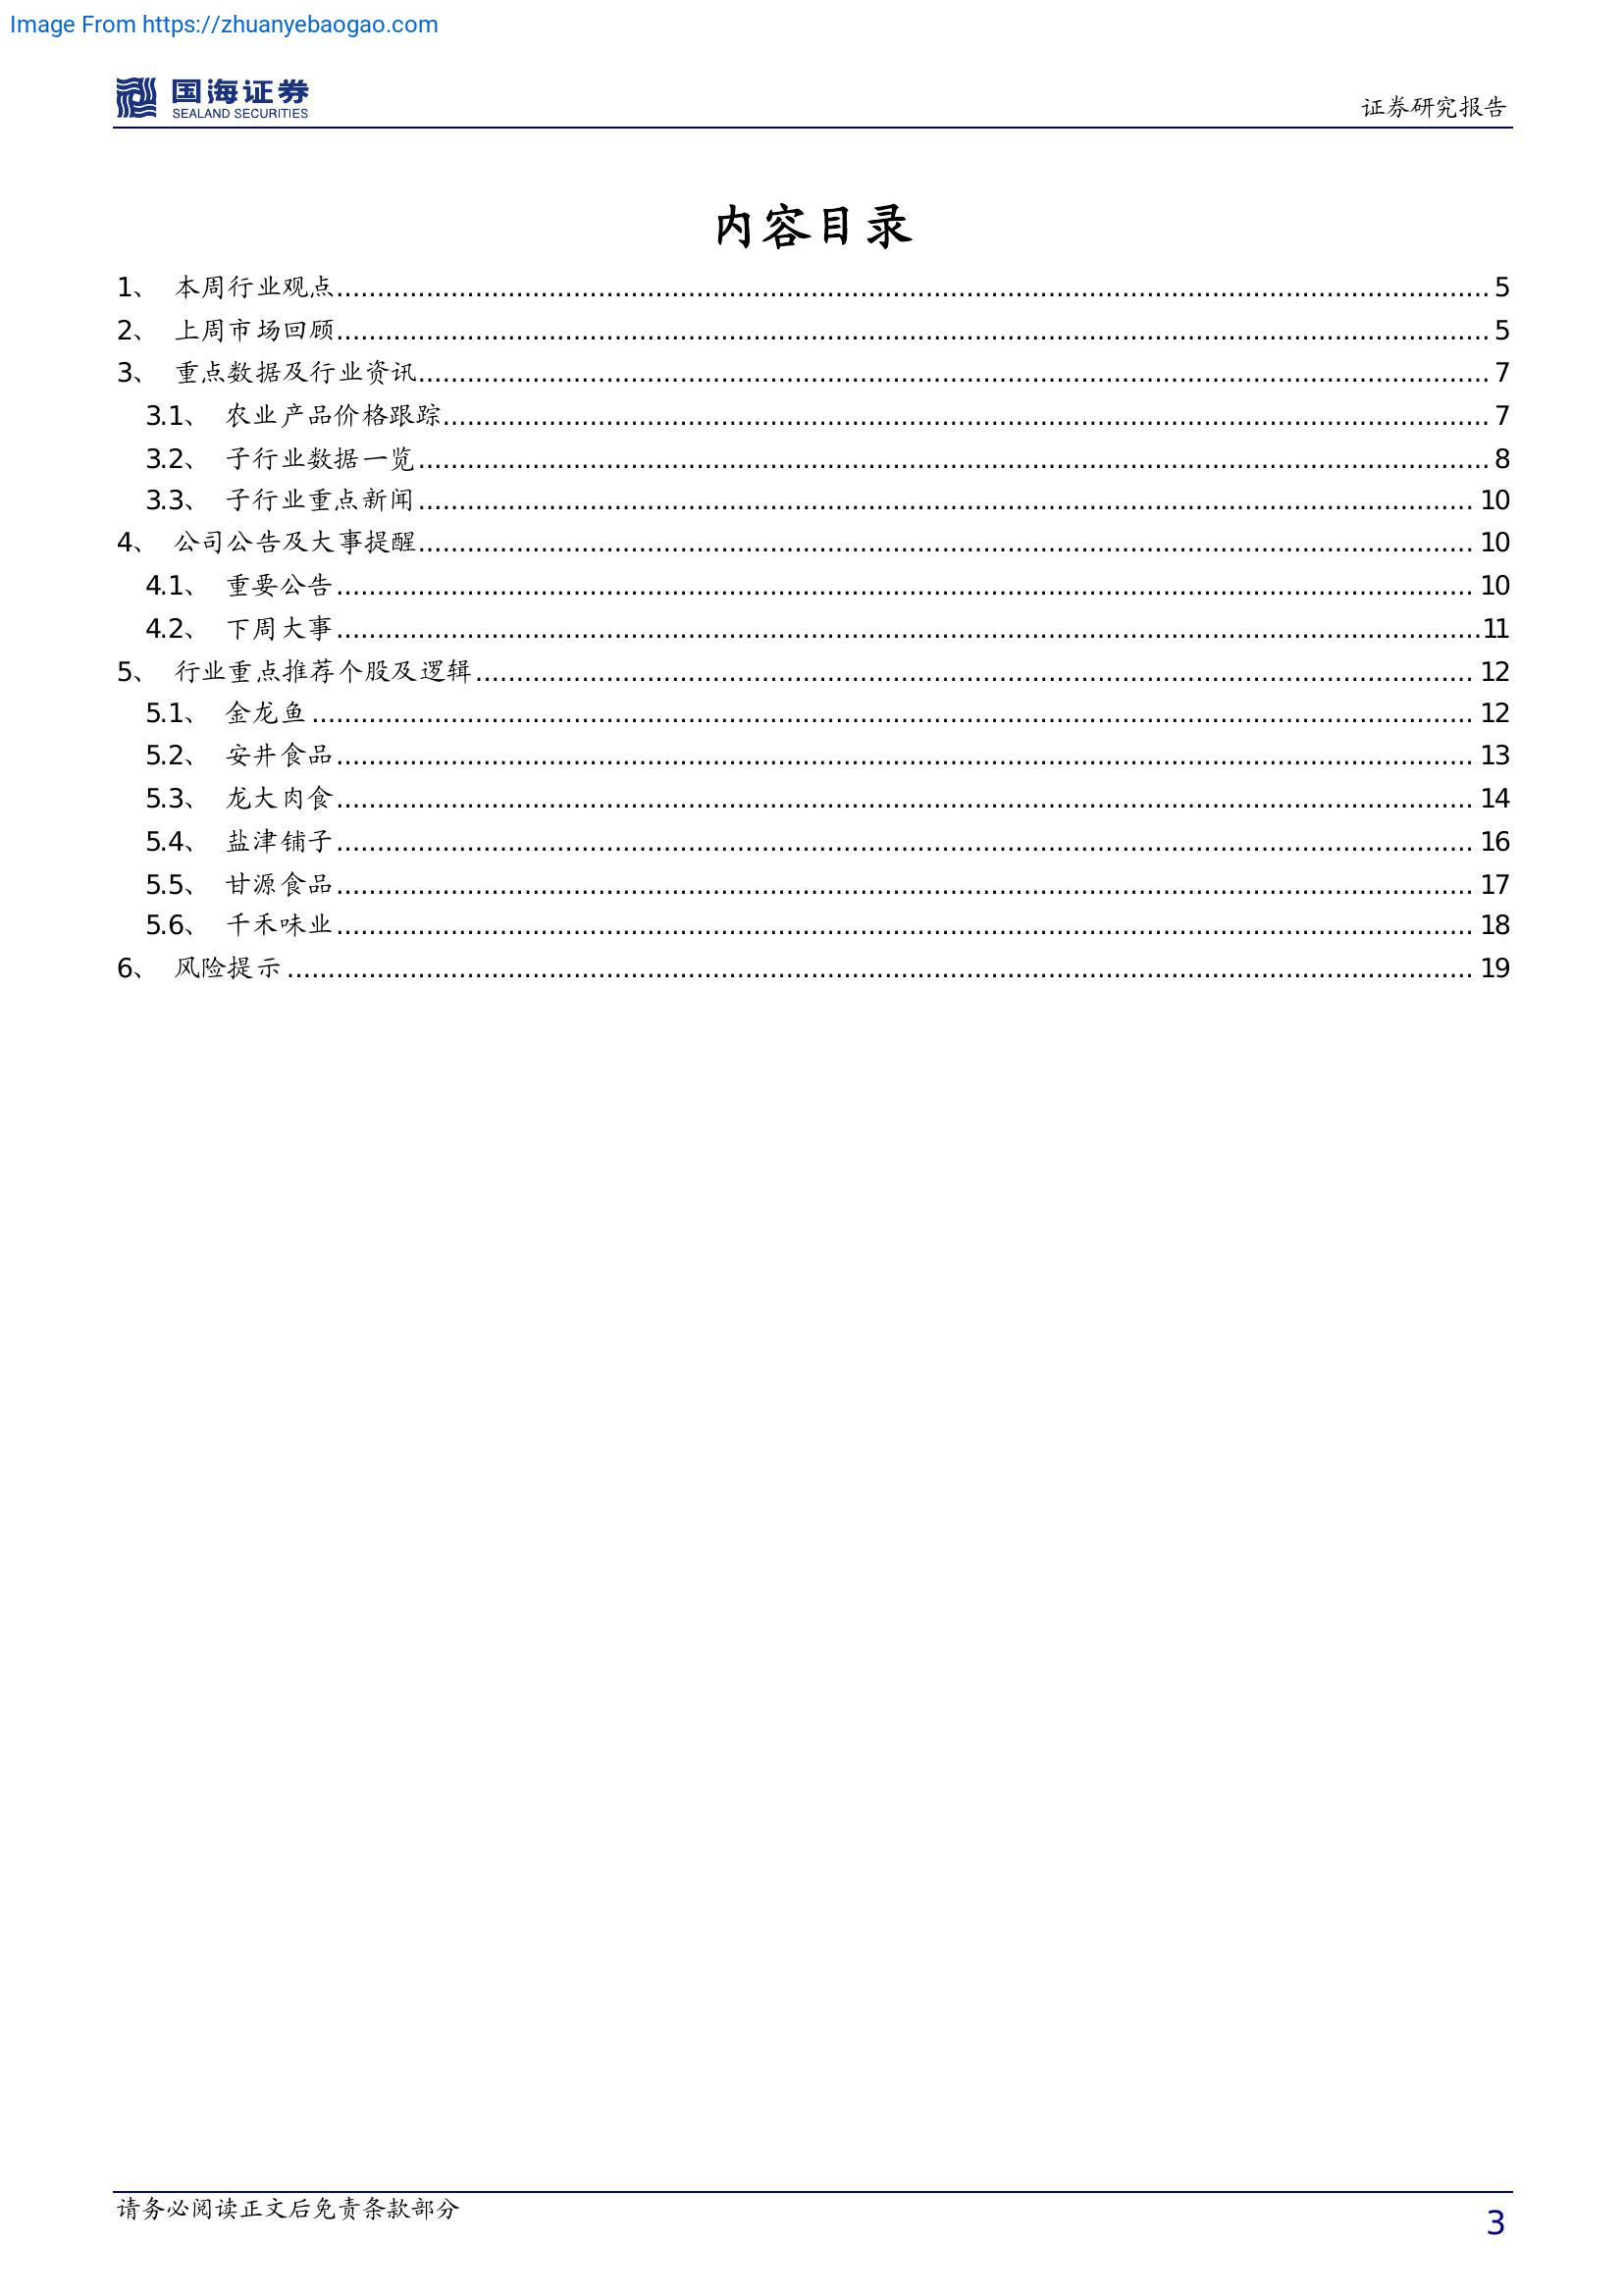 Image From https://zhuanyebaogao.com
国海证券
SEALAND SECURITIES
证券研究报告
内容目录
1、 本周行业观点........................................ 5
2、 上周市场回顾........................................ 5
3、 重点数据及行业资讯........................................ 7
3.1、 农业产品价格跟踪........................................ 7
3.2、 子行业数据一览........................................ 8
3.3、 子行业重点新闻........................................ 10
4、 公司公告及大事提醒........................................ 10
4.1、 重要公告........................................ 10
4.2、 下周大事........................................11
5、 行业重点推荐个股及逻辑........................................ 12
5.1、 金龙鱼........................................ 12
5.2、 安井食品........................................ 13
5.3、 龙大肉食........................................ 14
5.4、 盐津铺子........................................ 16
5.5、 甘源食品........................................ 17
5.6、 千禾味业........................................ 18
6、 风险提示........................................ 19
请务必阅读正文后免责条款部分
3